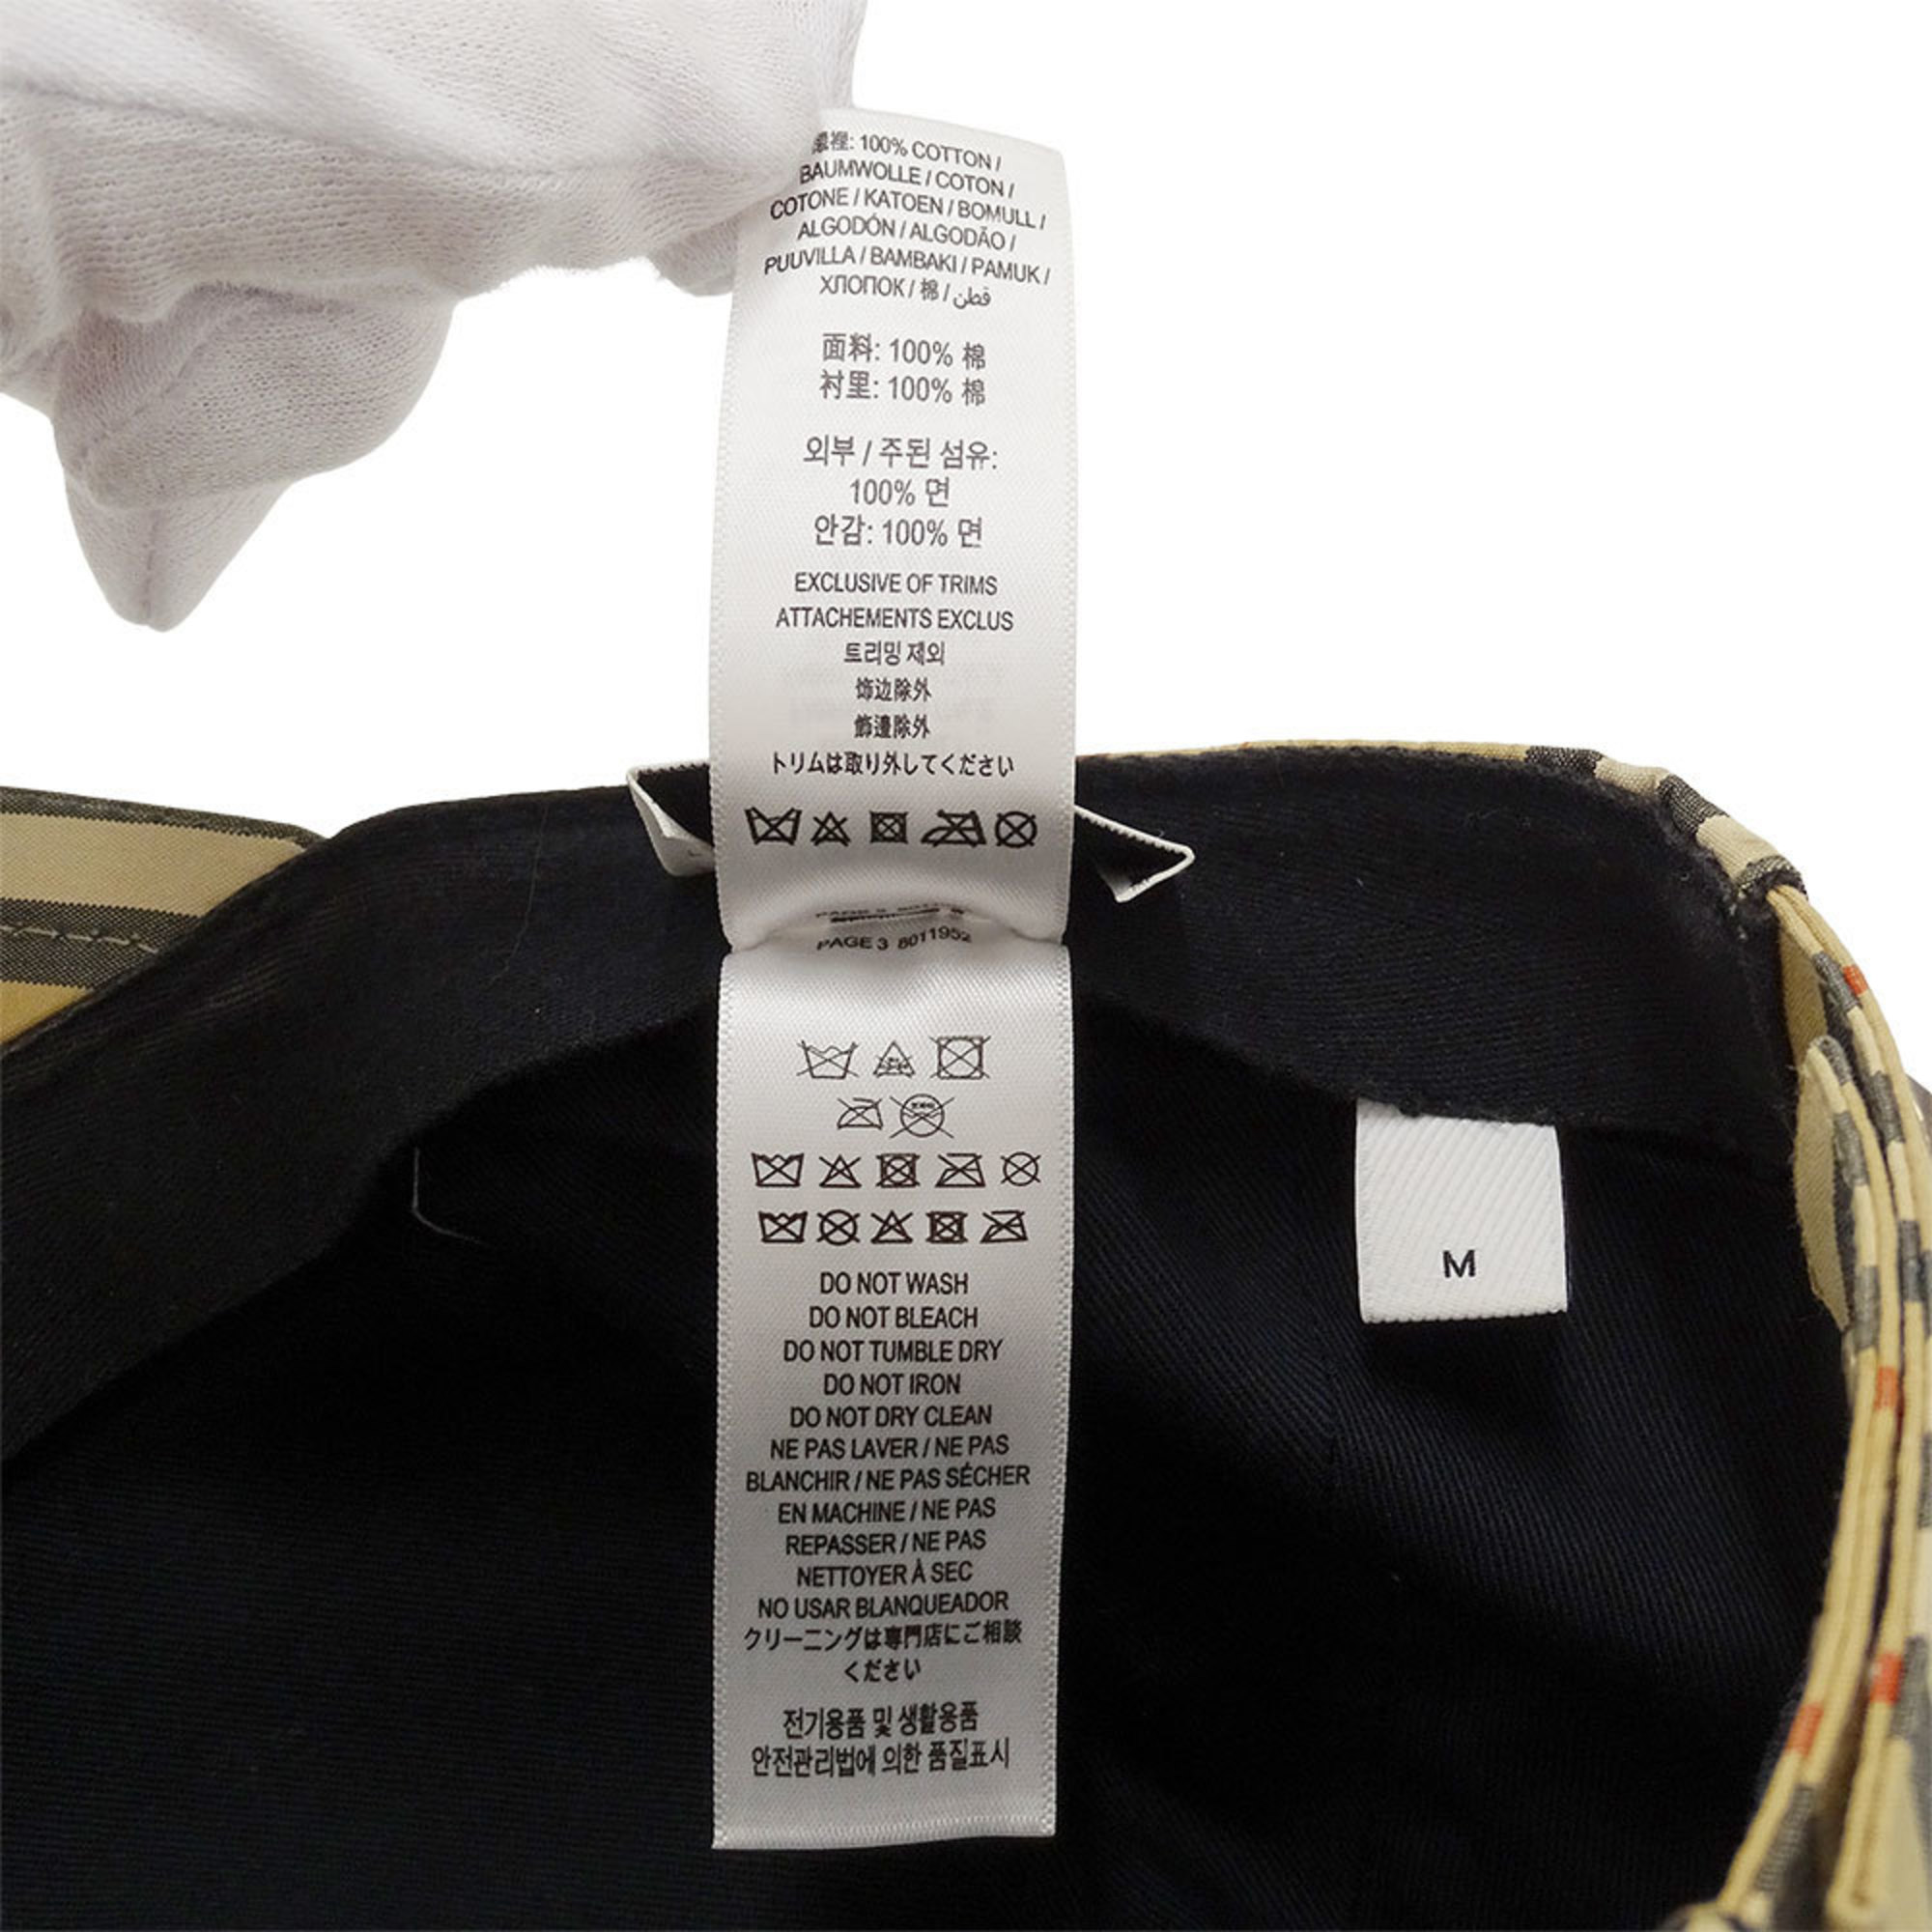 裡: 100% COTTON /
BAUMWOLLE / COTON /
COTONE / KATOEN / BOMULL /
ALGODÓN / ALGODÃO /
PUUVILLA / BAMBAKI / PAMUK /
ХЛОПОК / 棉 / قطن
面料: 100% 棉
衬里: 100% 棉
외부 / 주된 섬유:
100% 면
안감: 100% 면
EXCLUSIVE OF TRIMS
ATTACHEMENTS EXCLUS
트리밍 제외
饰边除外
飾邊除外
トリムは取り外してください
PAGE 3 8011952
DO NOT WASH
DO NOT BLEACH
DO NOT TUMBLE DRY
DO NOT IRON
DO NOT DRY CLEAN
NE PAS LAVER / NE PAS
BLANCHIR / NE PAS SÉCHER
EN MACHINE / NE PAS
REPASSER / NE PAS
NETTOYER À SEC
NO USAR BLANQUEADOR
クリーニングは専門店にご相談
ください
전기용품 및 생활용품
안전관리법에 의한 품질표시
M